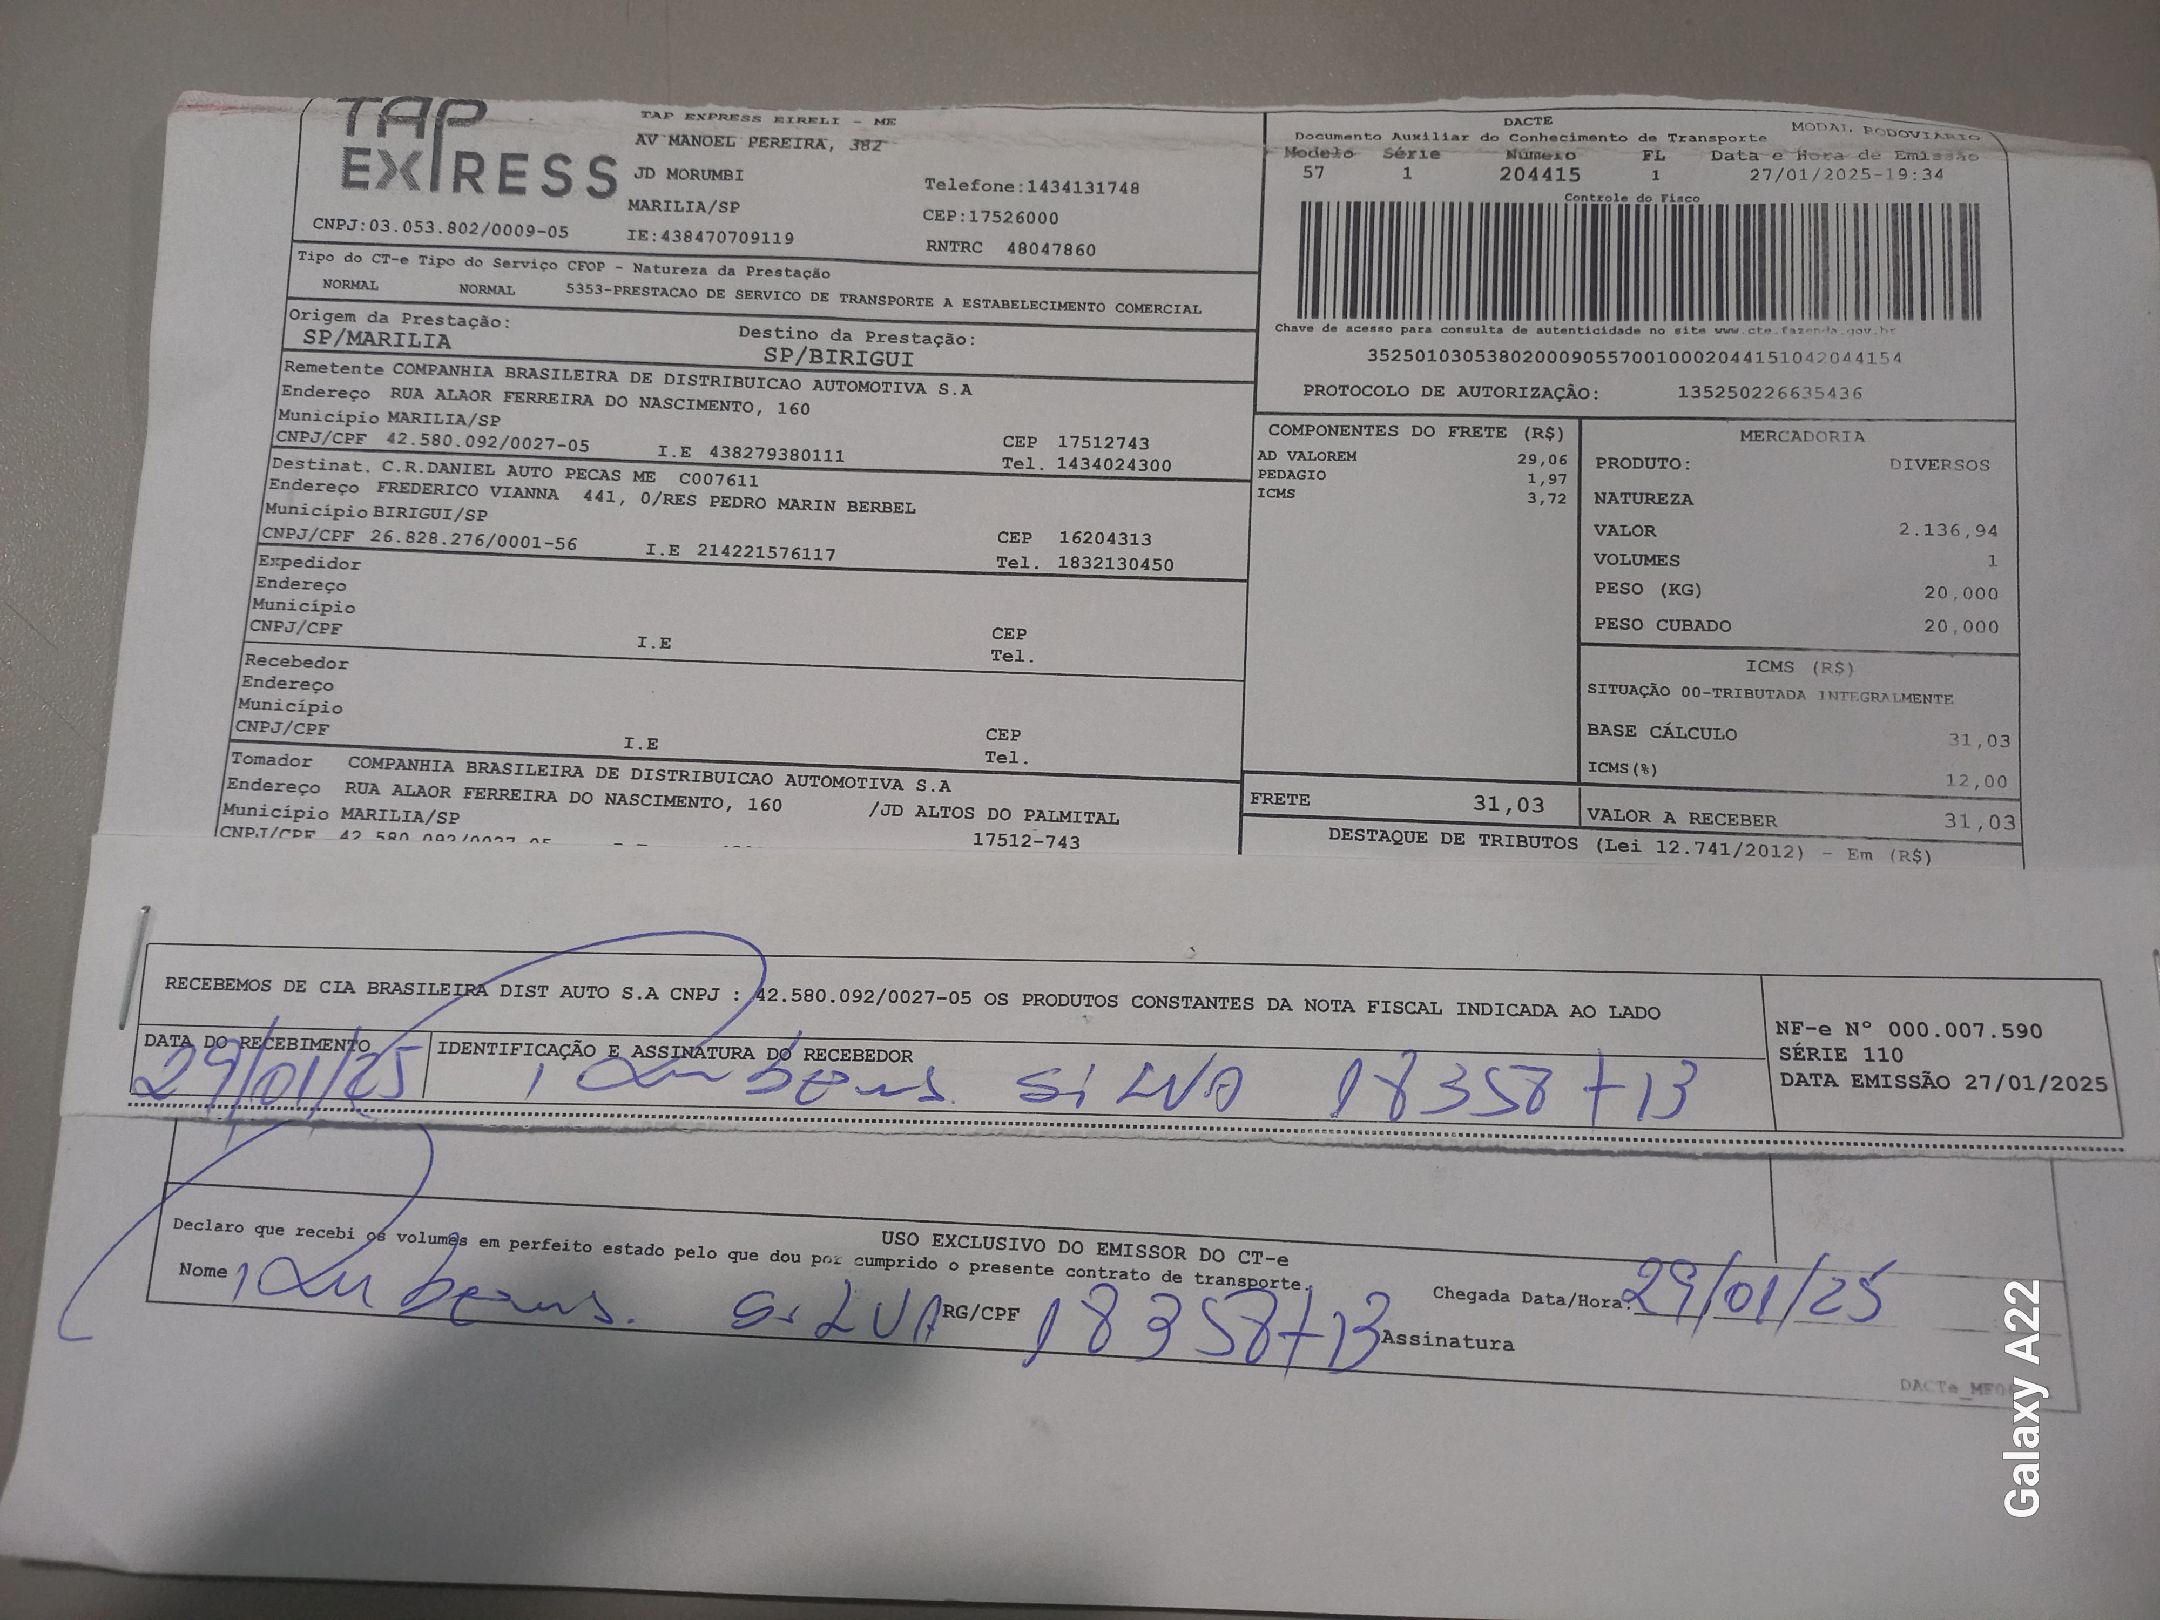 TAP EXPRESS
TAP EXPRESS EIRELI - ME
AV MANOEL PEREIRA, 382
JD MORUMBI
MARILIA/SP
Telefone:1434131748
CEP:17526000
CNPJ:03.053.802/0009-05
IE:438470709119
RNTRC 48047860
DACTE
MODAL RODOVIARIO
Documento Auxiliar do Conhecimento de Transporte
Modelo Série Número FL Data e Hora de Emissão
57 1 204415 1 27/01/2025-19:34
Controle do Fisco
Chave de acesso para consulta de autenticidade no site www.cte.fazenda.gov.br
35250103053802000905570010002044151042044154
PROTOCOLO DE AUTORIZAÇÃO: 135250226635436
Tipo do CT-e Tipo do Serviço CFOP - Natureza da Prestação
NORMAL NORMAL 5353-PRESTACAO DE SERVICO DE TRANSPORTE A ESTABELECIMENTO COMERCIAL
Origem da Prestação: Destino da Prestação:
SP/MARILIA SP/BIRIGUI
Remetente COMPANHIA BRASILEIRA DE DISTRIBUICAO AUTOMOTIVA S.A
Endereço RUA ALAOR FERREIRA DO NASCIMENTO, 160
Município MARILIA/SP CEP 17512743
CNPJ/CPF 42.580.092/0027-05 I.E 438279380111 Tel. 1434024300
Destinat. C.R.DANIEL AUTO PECAS ME C007611
Endereço FREDERICO VIANNA 441, 0/RES PEDRO MARIN BERBEL
Município BIRIGUI/SP CEP 16204313
CNPJ/CPF 26.828.276/0001-56 I.E 214221576117 Tel. 1832130450
Expedidor
Endereço
Município CEP
CNPJ/CPF I.E Tel.
Recebedor
Endereço
Município CEP
CNPJ/CPF I.E Tel.
Tomador COMPANHIA BRASILEIRA DE DISTRIBUICAO AUTOMOTIVA S.A
Endereço RUA ALAOR FERREIRA DO NASCIMENTO, 160 /JD ALTOS DO PALMITAL
Município MARILIA/SP 17512-743
CNPJ/CPF 42.580.092/0027-05
COMPONENTES DO FRETE (R$)
AD VALOREM 29,06
PEDAGIO 1,97
ICMS 3,72
MERCADORIA
PRODUTO: DIVERSOS
NATUREZA
VALOR 2.136,94
VOLUMES 1
PESO (KG) 20,000
PESO CUBADO 20,000
ICMS (R$)
SITUAÇÃO 00-TRIBUTADA INTEGRALMENTE
BASE CÁLCULO 31,03
ICMS(%) 12,00
FRETE 31,03 VALOR A RECEBER 31,03
DESTAQUE DE TRIBUTOS (Lei 12.741/2012) - Em (R$)
RECEBEMOS DE CIA BRASILEIRA DIST AUTO S.A CNPJ : 42.580.092/0027-05 OS PRODUTOS CONSTANTES DA NOTA FISCAL INDICADA AO LADO
DATA DO RECEBIMENTO IDENTIFICAÇÃO E ASSINATURA DO RECEBEDOR
29/01/25 Rubens SiLVA 18358713
NF-e N° 000.007.590
SÉRIE 110
DATA EMISSÃO 27/01/2025
USO EXCLUSIVO DO EMISSOR DO CT-e
Declaro que recebi os volumes em perfeito estado pelo que dou por cumprido o presente contrato de transporte.
Nome Rubens SiLVA RG/CPF 18358713 Chegada Data/Hora: 29/01/25
Assinatura
Galaxy A22